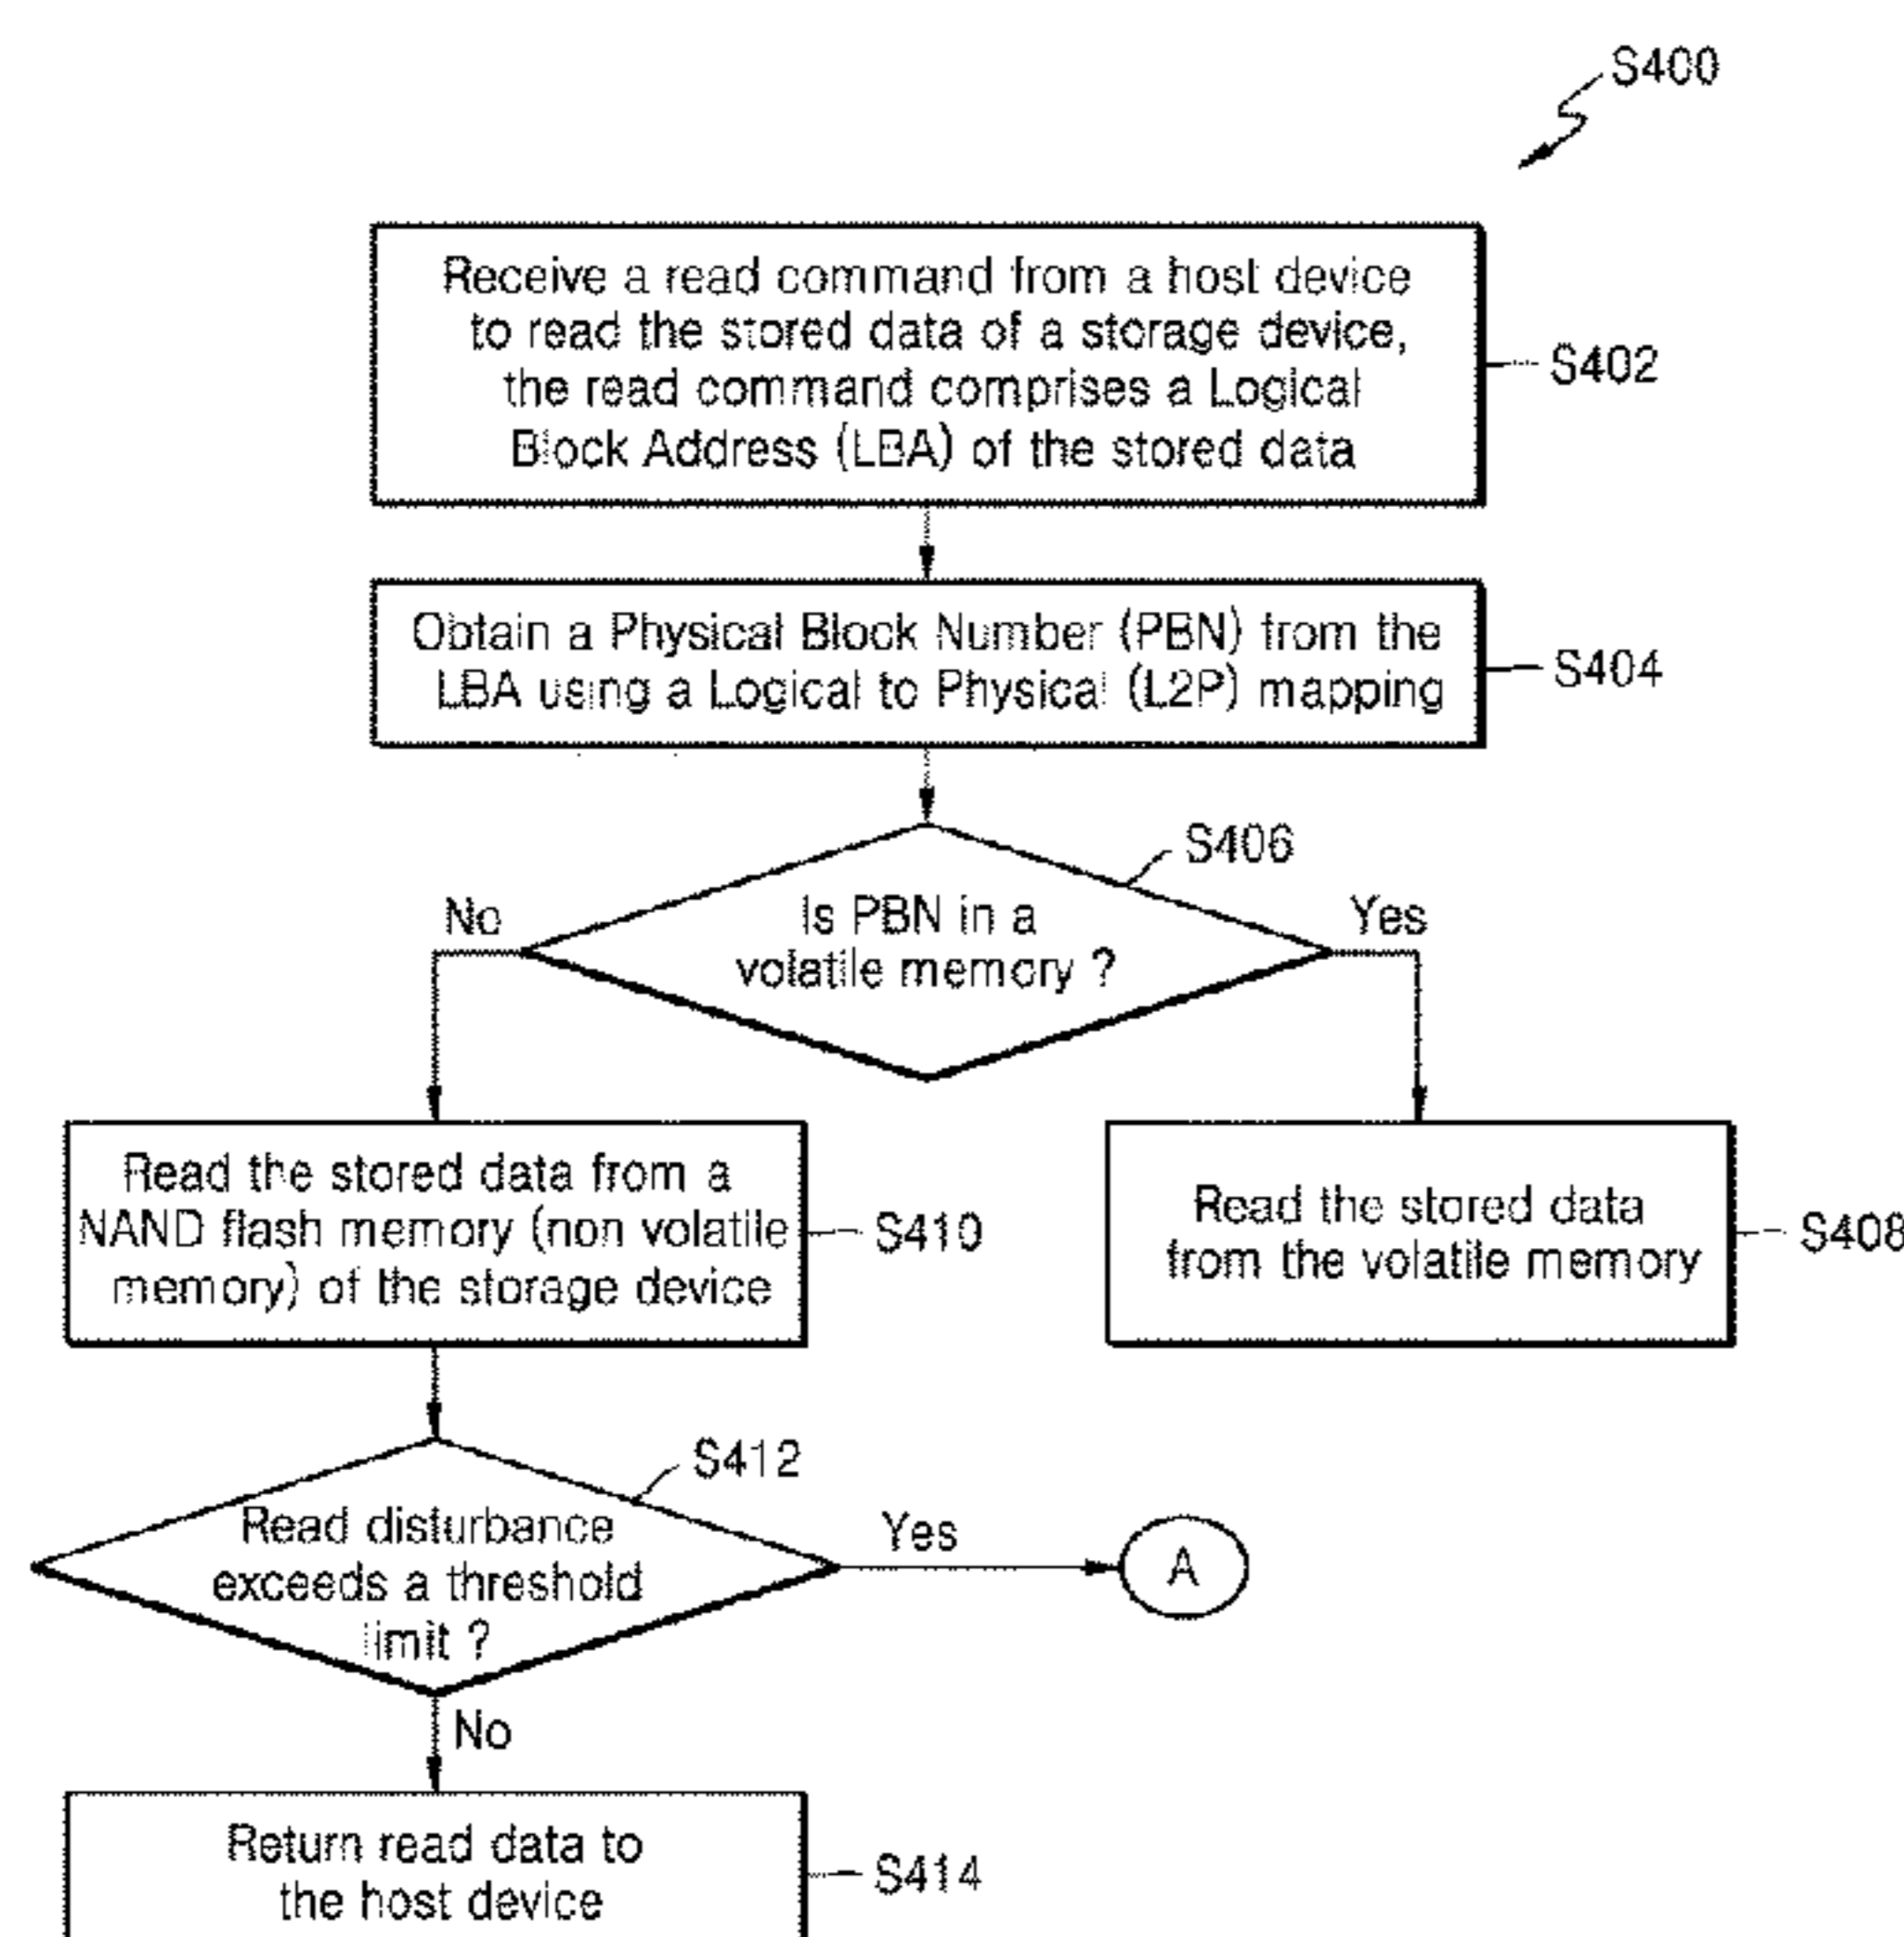 S400
Receive a read command from a host device
to read the stored data of a storage device,
the read command comprises a Logical
Block Address (LBA) of the stored data
S402
Obtain a Physical Block Number (PBN) from the
LBA using a Logical to Physical (L2P) mapping
S404
S406
No
Is PBN in a
volatile memory ?
Yes
Read the stored data from a
NAND flash memory (non volatile
memory) of the storage device
S410
Read the stored data
from the volatile memory
S408
S412
Read disturbance
exceeds a threshold
limit ?
Yes
A
No
Return read data to
the host device
S414